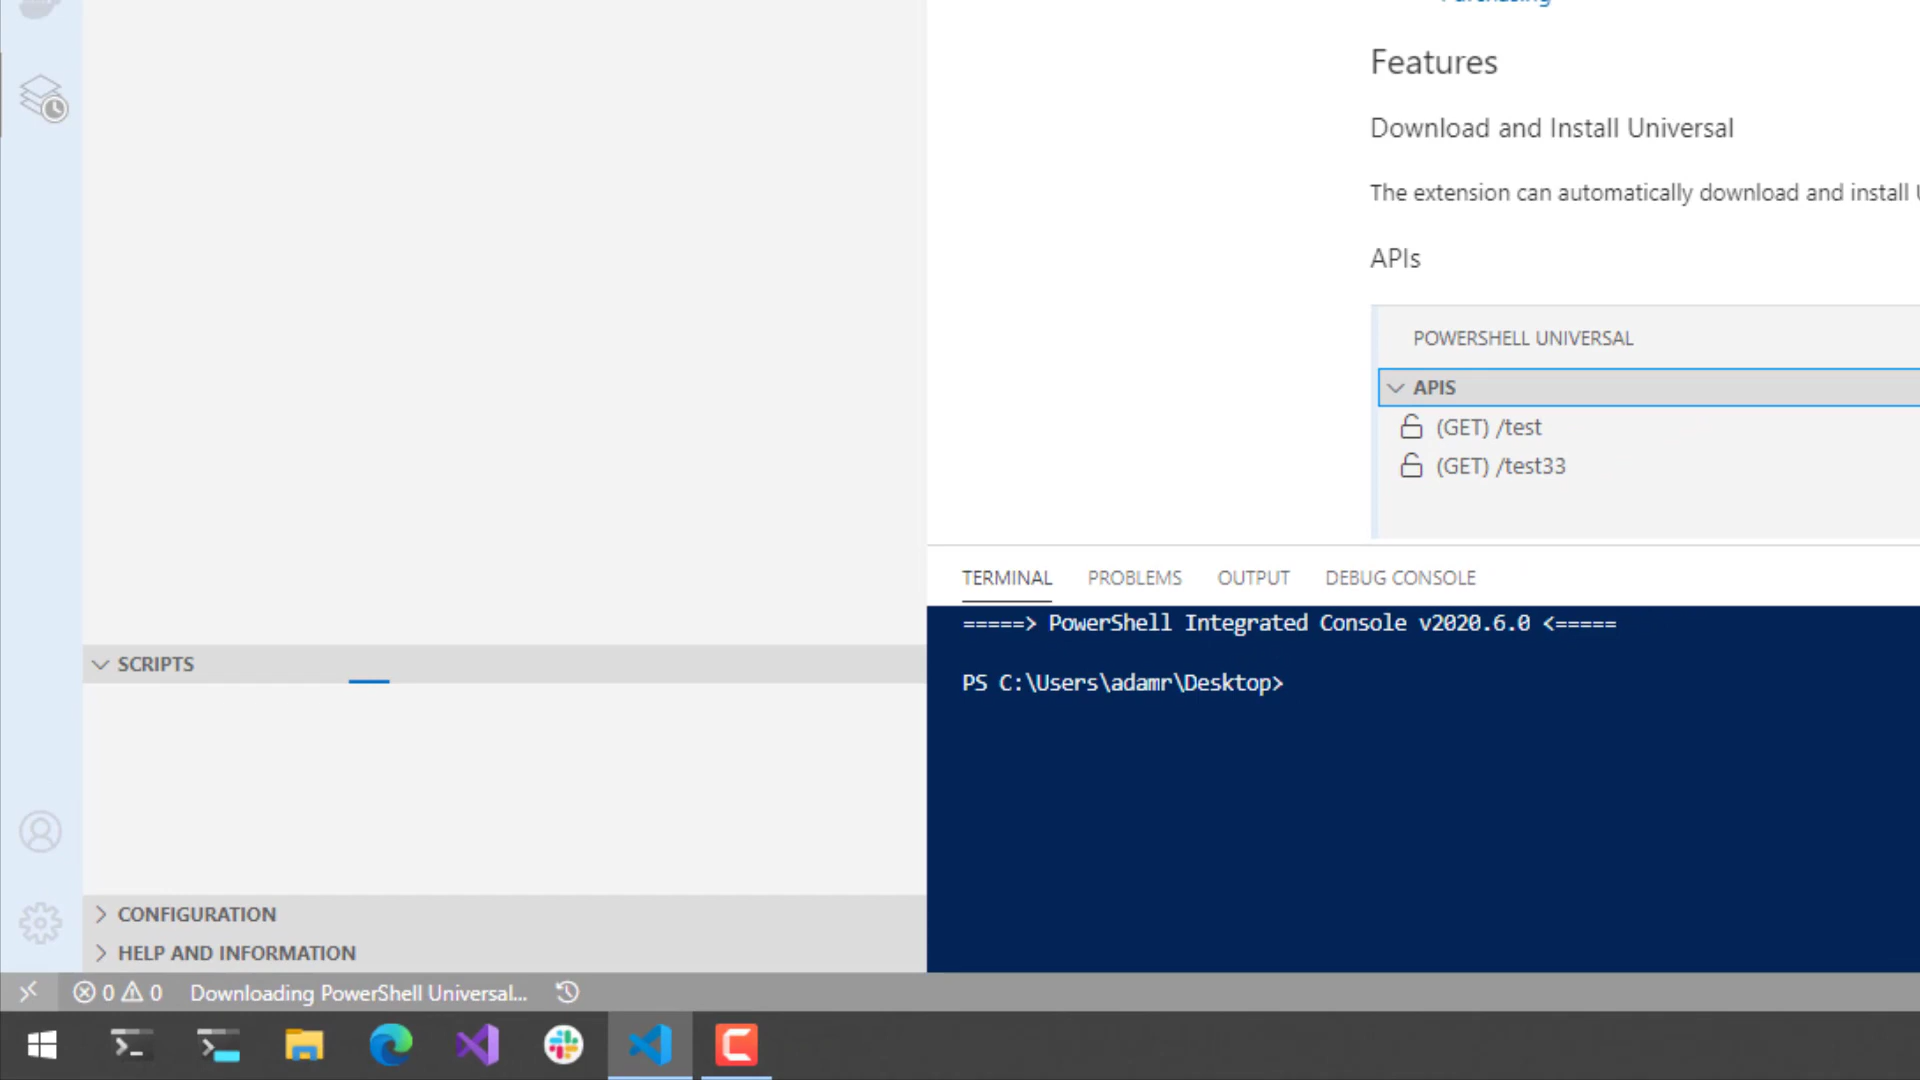 Purchasing
Features
Download and Install Universal
The extension can automatically download and install
APIs
POWERSHELL UNIVERSAL
APIS
(GET) /test
(GET) /test33
TERMINAL PROBLEMS OUTPUT DEBUG CONSOLE
=====> PowerShell Integrated Console v2020.6.0 <=====
PS C:\Users\adamr\Desktop>
SCRIPTS
CONFIGURATION
HELP AND INFORMATION
0 0 Downloading PowerShell Universal...